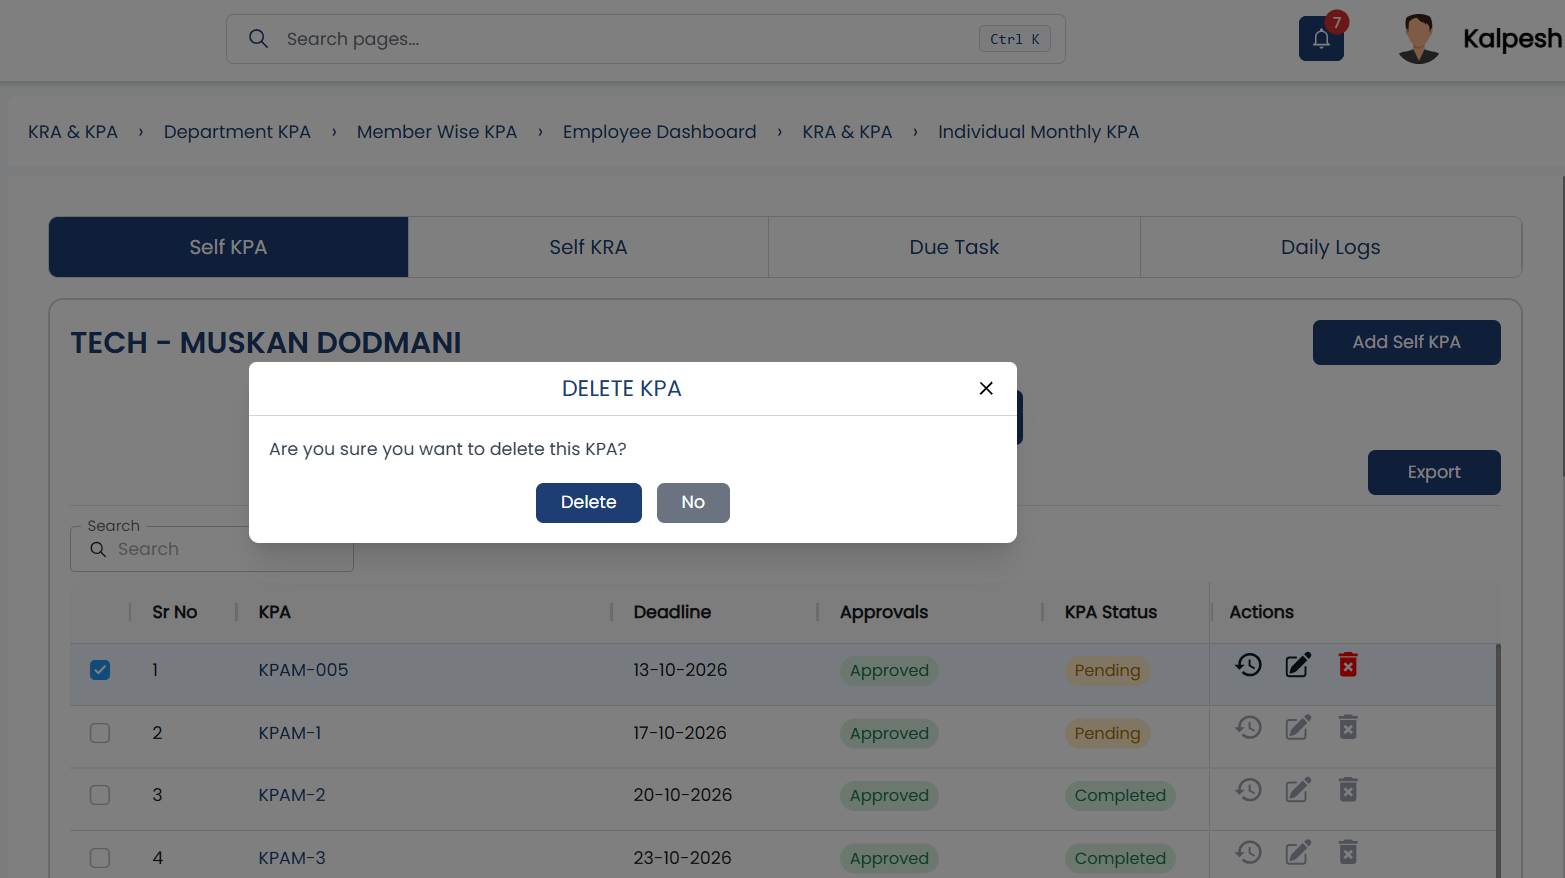 Search pages...
Ctrl K
7
Kalpesh
KRA & KPA › Department KPA › Member Wise KPA › Employee Dashboard › KRA & KPA › Individual Monthly KPA
Self KPA
Self KRA
Due Task
Daily Logs
TECH - MUSKAN DODMANI
Add Self KPA
DELETE KPA
Are you sure you want to delete this KPA?
Delete
No
Export
Search
Search
Sr No KPA Deadline Approvals KPA Status Actions
1 KPAM-005 13-10-2026 Approved Pending
2 KPAM-1 17-10-2026 Approved Pending
3 KPAM-2 20-10-2026 Approved Completed
4 KPAM-3 23-10-2026 Approved Completed